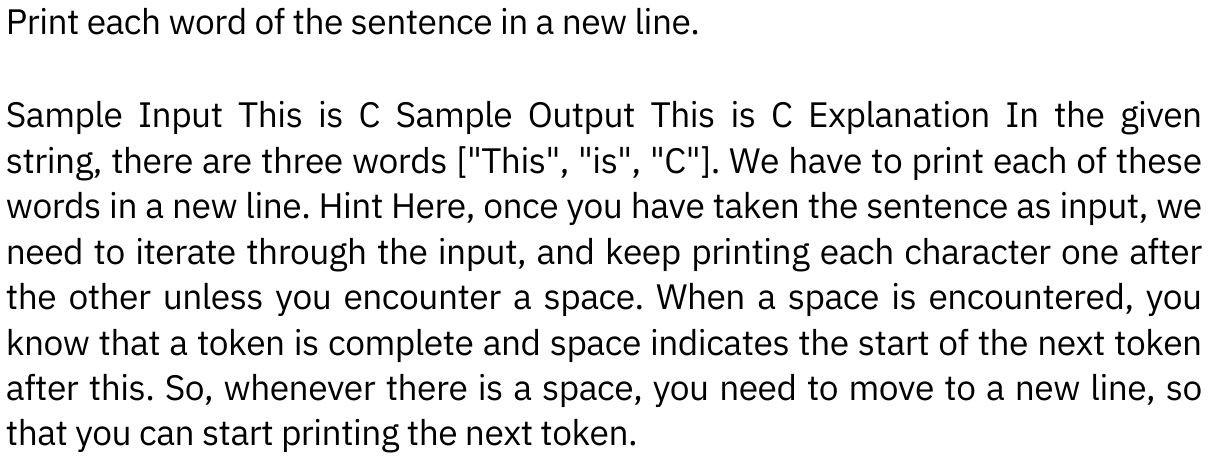 Print each word of the sentence in a new line.
Sample Input This is C Sample Output This is C Explanation In the given
string, there are three words ["This", "is", "C"]. We have to print each of these
words in a new line. Hint Here, once you have taken the sentence as input, we
need to iterate through the input, and keep printing each character one after
the other unless you encounter a space. When a space is encountered, you
know that a token is complete and space indicates the start of the next token
after this. So, whenever there is a space, you need to move to a new line, so
that you can start printing the next token.